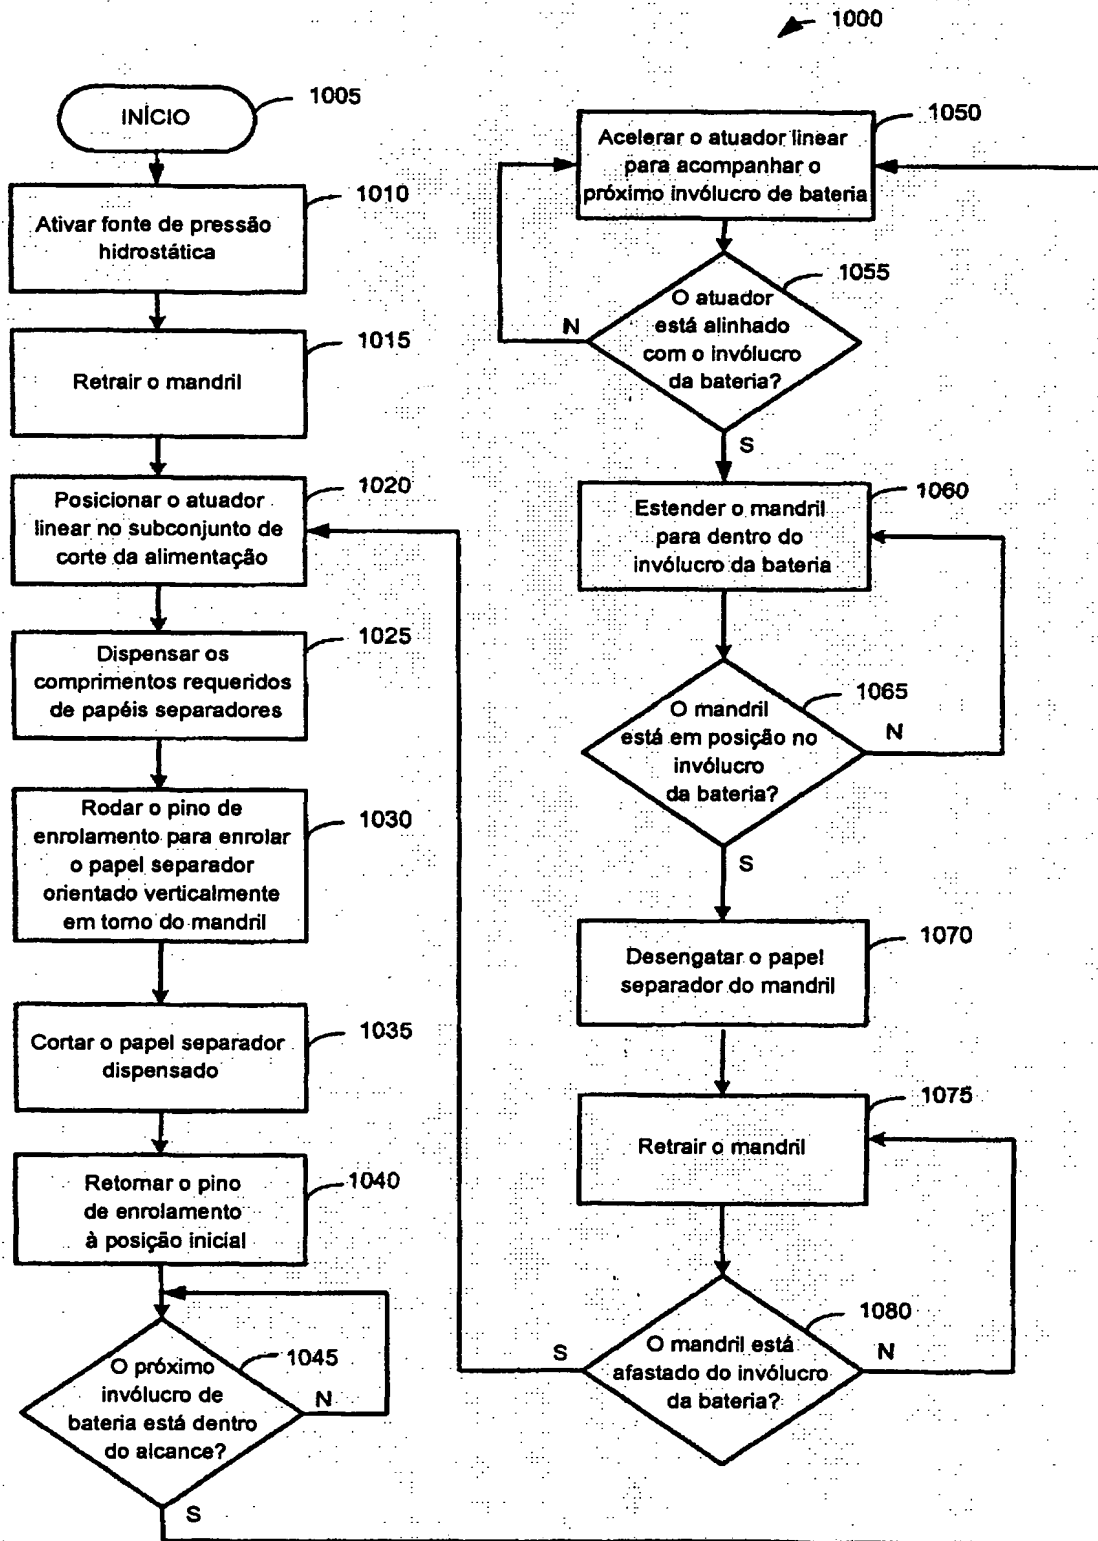 1000
INÍCIO
1005
Ativar fonte de pressão
hidrostática
1010
Retrair o mandril
1015
Posicionar o atuador
linear no subconjunto de
corte da alimentação
1020
Dispensar os
comprimentos requeridos
de papéis separadores
1025
Rodar o pino de
enrolamento para enrolar
o papel separador
orientado verticalmente
em torno do mandril
1030
Cortar o papel separador
dispensado
1035
Retornar o pino
de enrolamento
à posição inicial
1040
O próximo
invólucro de
bateria está dentro
do alcance?
1045
N
S
Acelerar o atuador linear
para acompanhar o
próximo invólucro de bateria
1050
O atuador
está alinhado
com o invólucro
da bateria?
1055
N
S
Estender o mandril
para dentro do
invólucro da bateria
1060
O mandril
está em posição no
invólucro
da bateria?
1065
N
S
Desengatar o papel
separador do mandril
1070
Retrair o mandril
1075
O mandril está
afastado do invólucro
da bateria?
1080
S
N